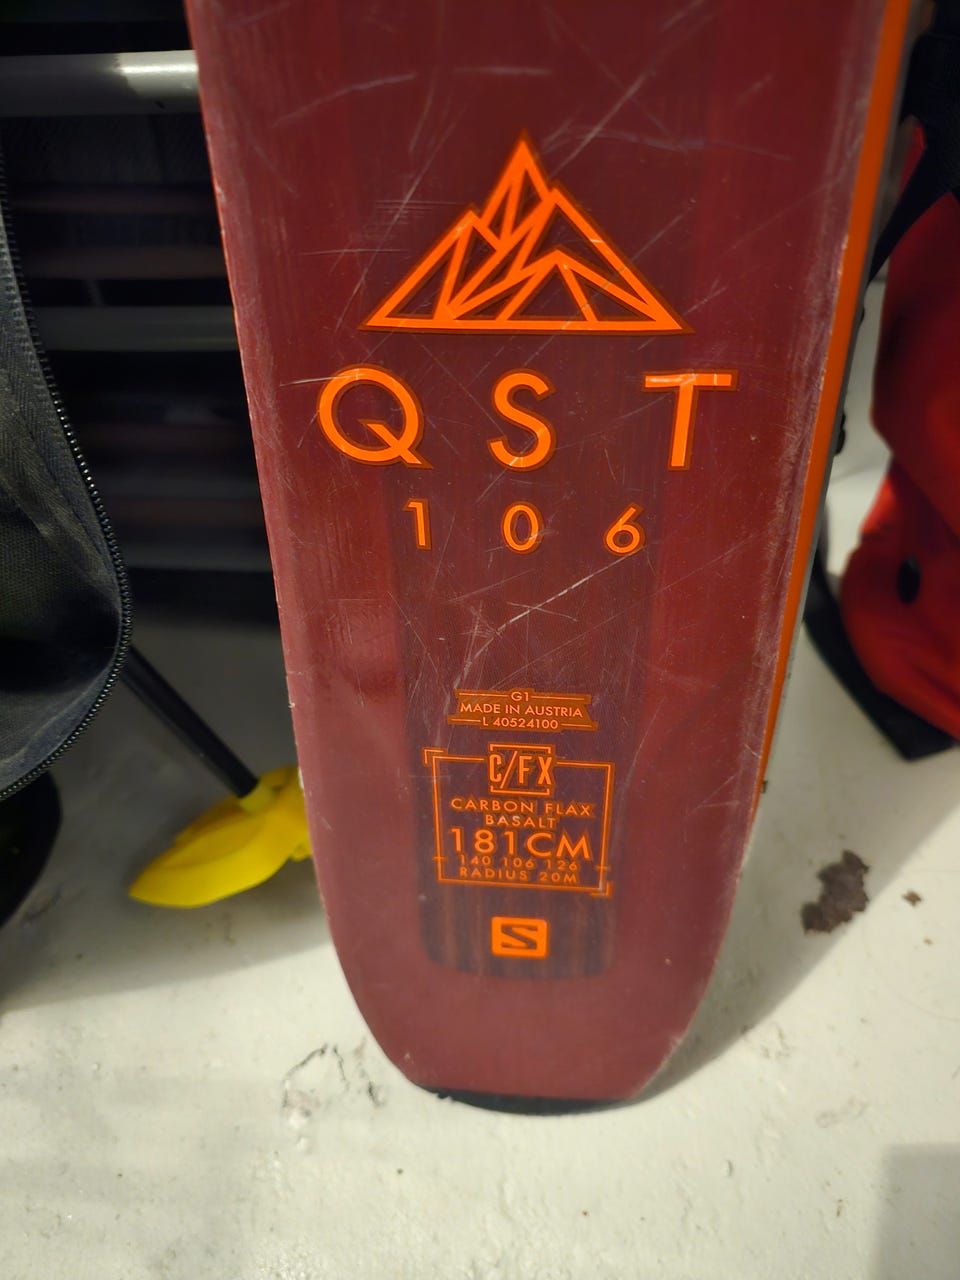 QST
106
G1
MADE IN AUSTRIA
L 40524100
C/FX
CARBON FLAX
BASALT
181CM
140 106 126
RADIUS 20M
S